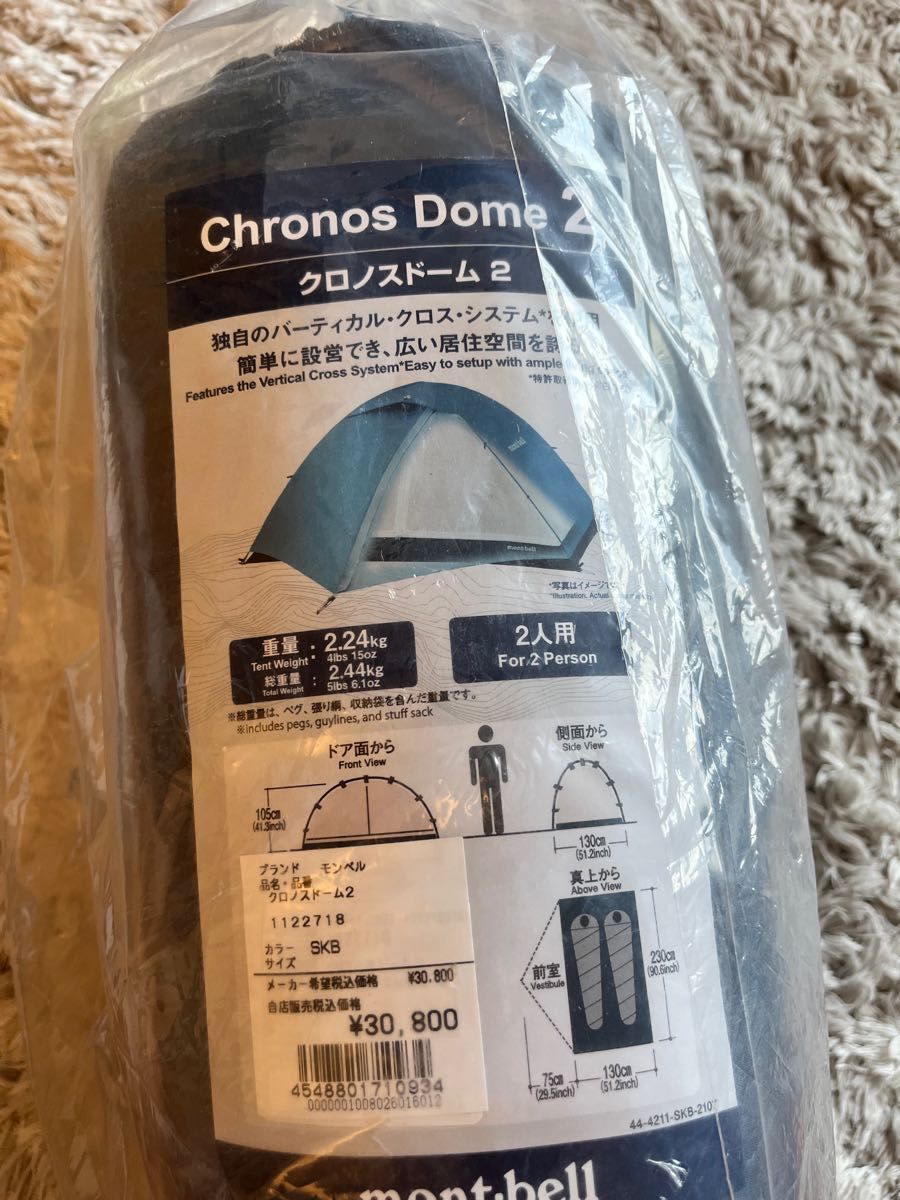 Chronos Dome 2
クロノスドーム 2
独自のバーティカル・クロス・システム*
簡単に設営でき、広い居住空間を
Features the Vertical Cross System*Easy to setup with ample
*特許取
mont-bell
mont-bell
*写真はイメージで
*Illustration. Actual
重量 : 2.24kg
Tent Weight 4lbs 15oz
総重量 : 2.44kg
Total Weight 5lbs 6.1oz
2人用
For 2 Person
※総重量は、ペグ、張り綱、収納袋を含んだ重量です。
※includes pegs, guylines, and stuff sack
ドア面から
Front View
105cm
(41.3inch)
側面から
Side View
130cm
(51.2inch)
真上から
Above View
前室
Vestibule
230cm
(90.6inch)
75cm
(29.5inch)
130cm
(51.2inch)
ブランド モンベル
品名・品番
クロノスドーム2
1122718
カラー SKB
サイズ
メーカー希望税込価格 ¥30.800
自店販売税込価格
¥30,800
4548801710934
0000001008026016012
44-4211-SKB-210
mont-bell